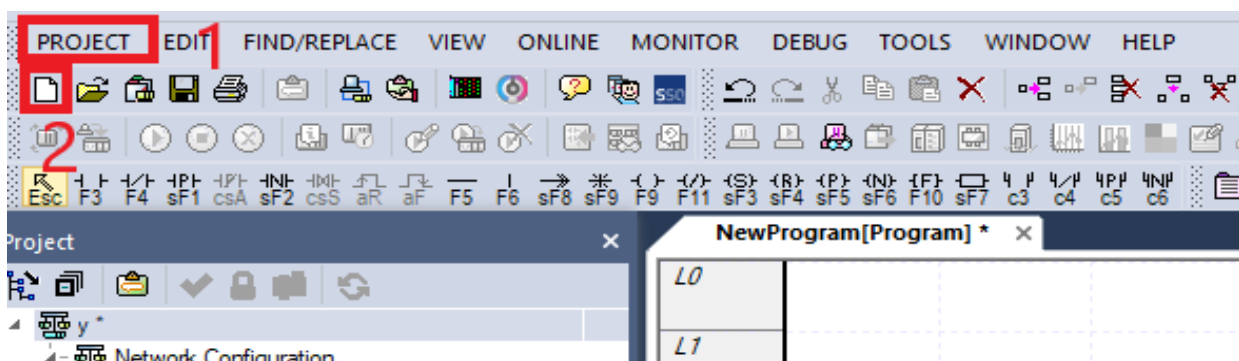 PROJECT EDIT FIND/REPLACE VIEW ONLINE MONITOR DEBUG TOOLS WINDOW HELP
1
sso
2
Esc F3 F4 sF1 csA sF2 csS aR aF F5 F6 sF8 sF9 F9 F11 sF3 sF4 sF5 sF6 F10 sF7 c3 c4 c5 c6
Project
NewProgram[Program] *
L0
y *
L1
Network Configuration